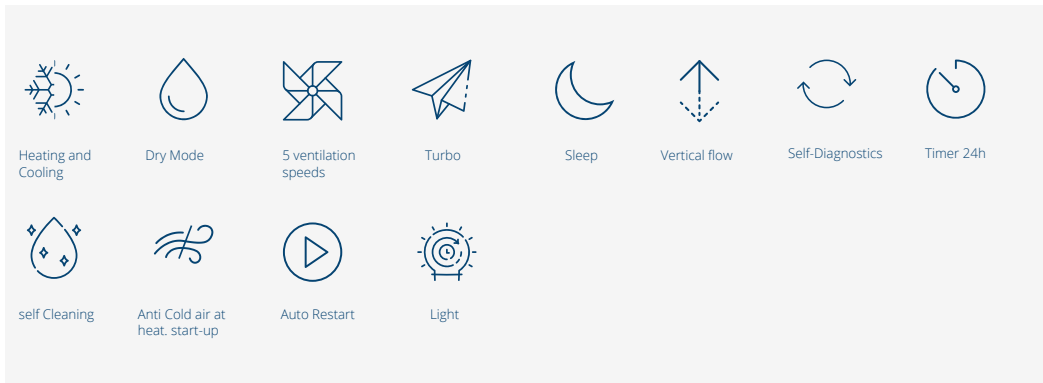 Heating and
Cooling
Dry Mode
5 ventilation
speeds
Turbo
Sleep
Vertical flow
Self-Diagnostics
Timer 24h
self Cleaning
Anti Cold air at
heat. start-up
Auto Restart
Light